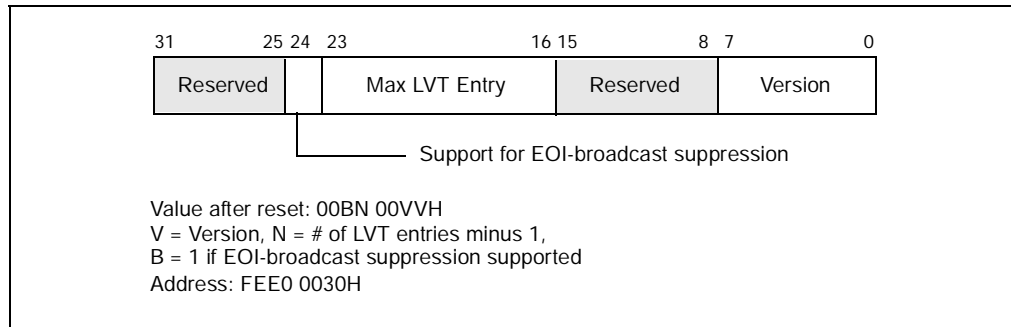 31 25 24 23 16 15 8 7 0
Reserved Max LVT Entry Reserved Version
Support for EOI-broadcast suppression
Value after reset: 00BN 00VVH
V = Version, N = # of LVT entries minus 1,
B = 1 if EOI-broadcast suppression supported
Address: FEE0 0030H